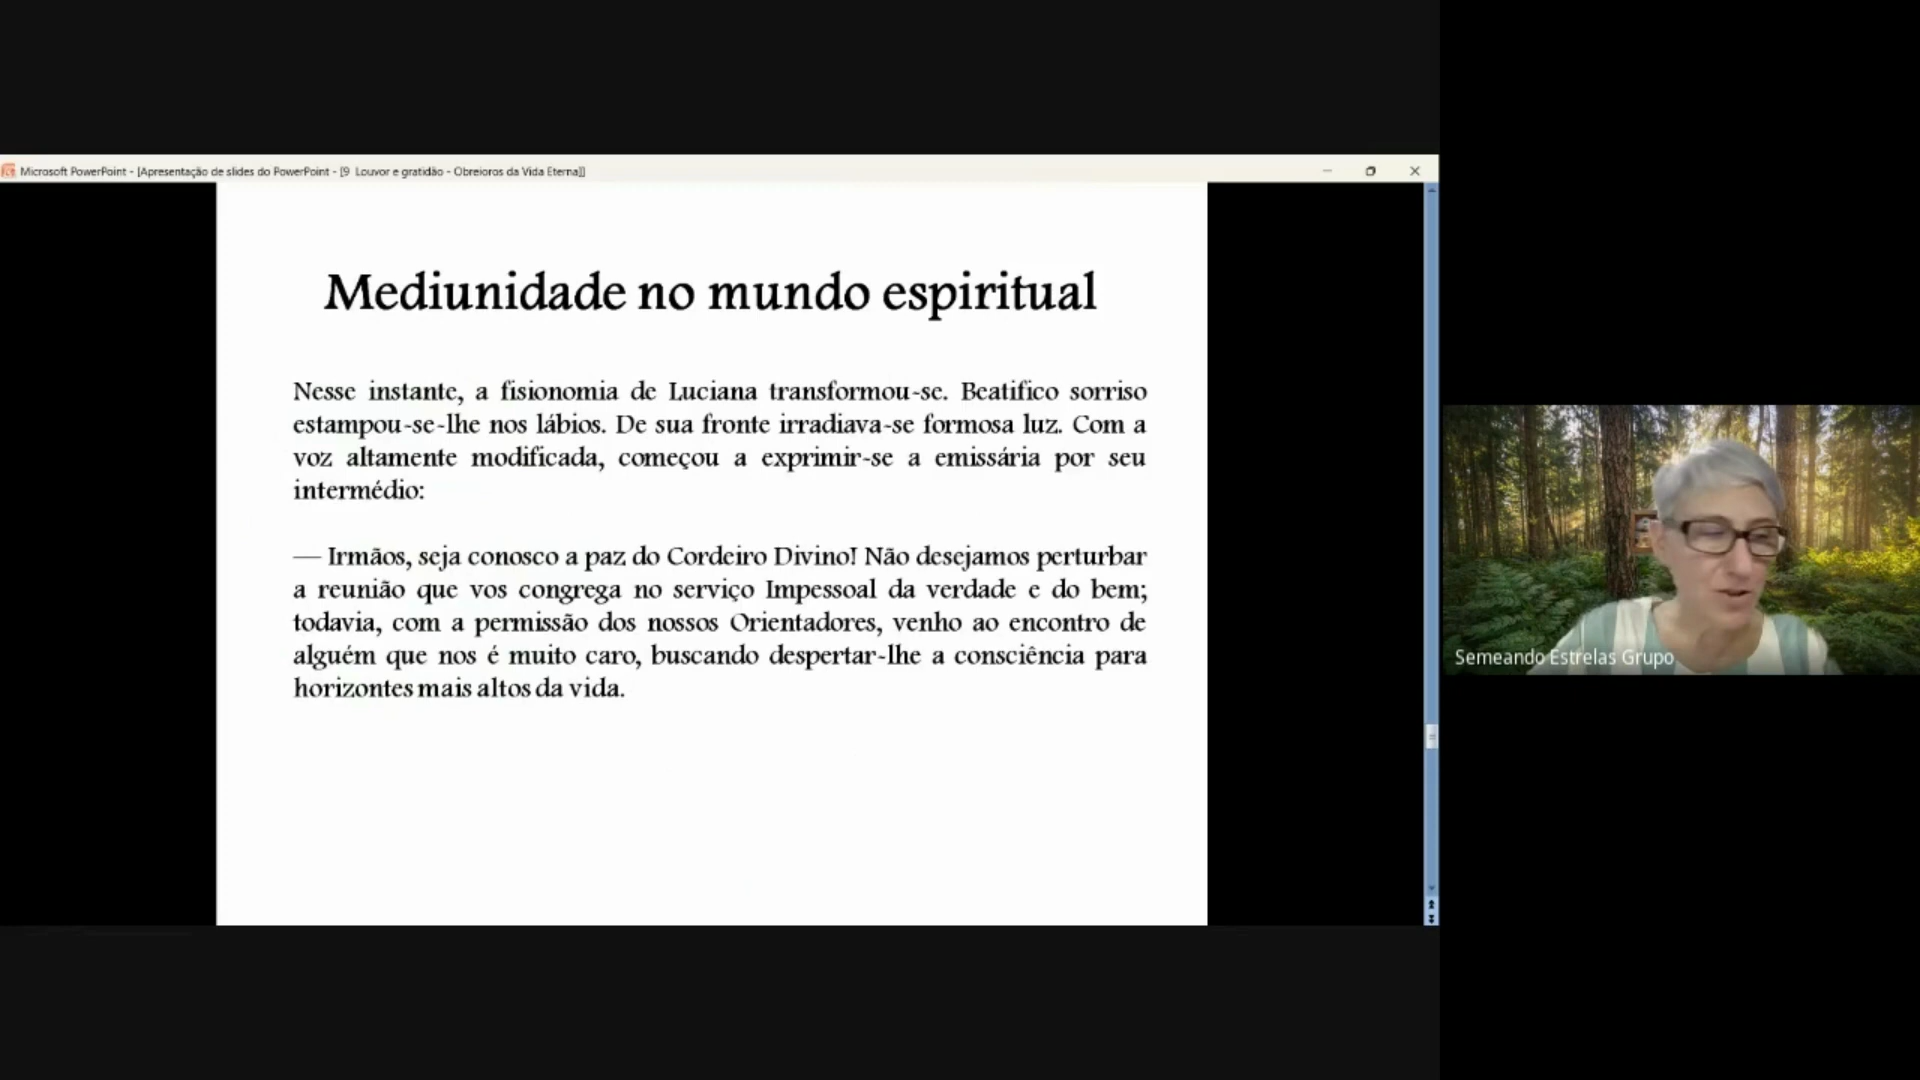 Microsoft PowerPoint - [Apresentação de slides do PowerPoint - [9 Louvor e gratidão - Obreioros da Vida Eterna]]
Mediunidade no mundo espiritual
Nesse instante, a fisionomia de Luciana transformou-se. Beatifico sorriso
estampou-se-lhe nos lábios. De sua fronte irradiava-se formosa luz. Com a
voz altamente modificada, começou a exprimir-se a emissária por seu
intermédio:
— Irmãos, seja conosco a paz do Cordeiro Divino! Não desejamos perturbar
a reunião que vos congrega no serviço Impessoal da verdade e do bem;
todavia, com a permissão dos nossos Orientadores, venho ao encontro de
alguém que nos é muito caro, buscando despertar-lhe a consciência para
horizontes mais altos da vida.
Semeando Estrelas Grupo